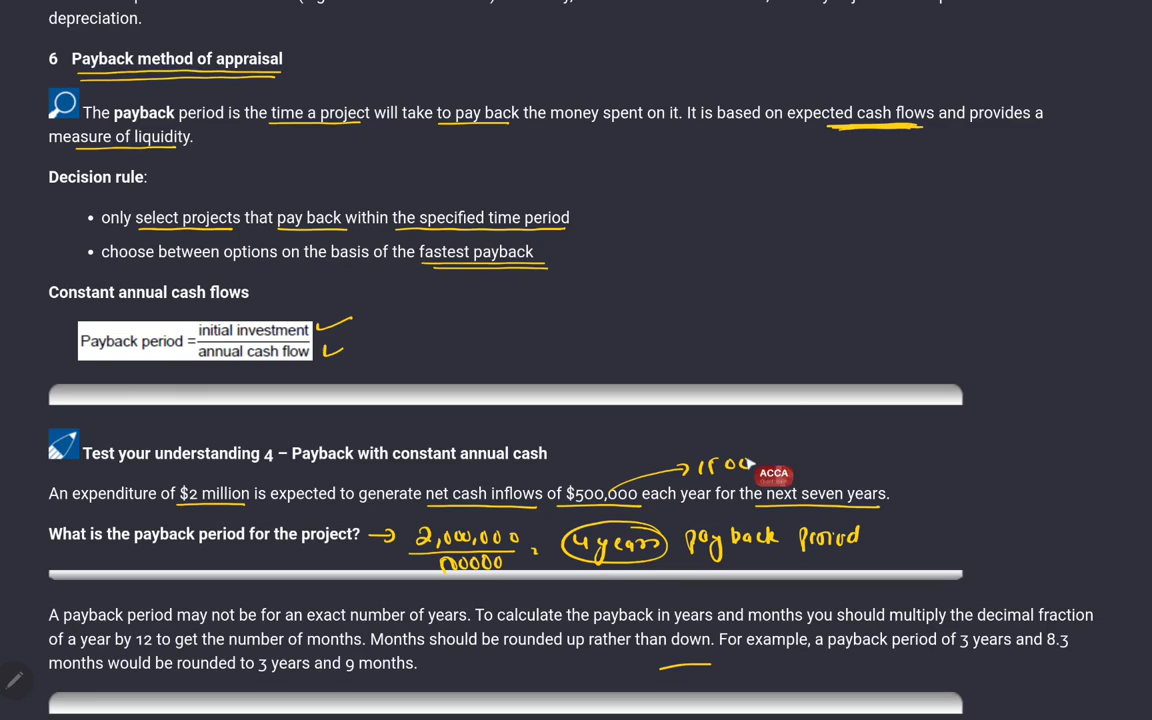 depreciation.
6 Payback method of appraisal
The payback period is the time a project will take to pay back the money spent on it. It is based on expected cash flows and provides a
measure of liquidity.
Decision rule:
• only select projects that pay back within the specified time period
• choose between options on the basis of the fastest payback
Constant annual cash flows
Payback period = initial investment
annual cash flow
Test your understanding 4 – Payback with constant annual cash
ACCA
An expenditure of $2 million is expected to generate net cash inflows of $500,000 each year for the next seven years.
What is the payback period for the project? → 2,000,000 = 4 years payback period
A payback period may not be for an exact number of years. To calculate the payback in years and months you should multiply the decimal fraction
of a year by 12 to get the number of months. Months should be rounded up rather than down. For example, a payback period of 3 years and 8.3
months would be rounded to 3 years and 9 months.